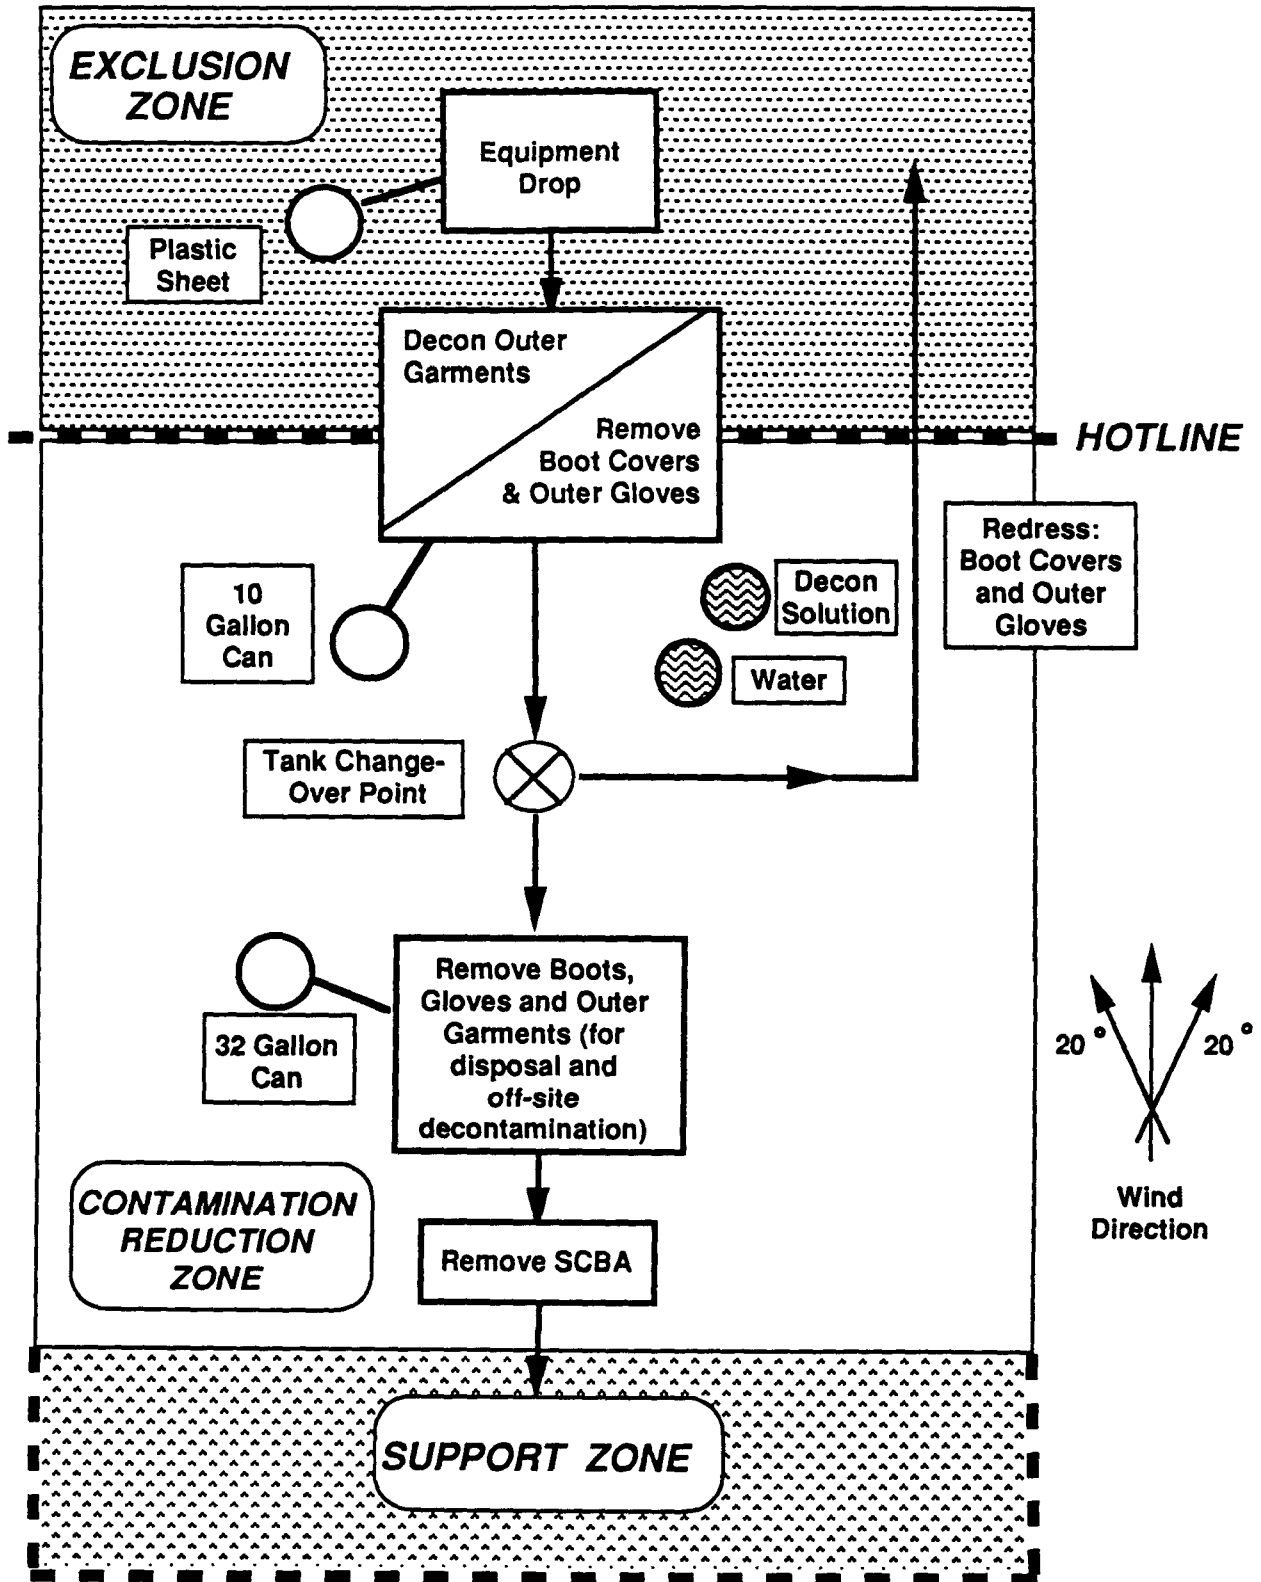 EXCLUSION
ZONE
Equipment
Drop
Plastic
Sheet
Decon Outer
Garments
Remove
Boot Covers
& Outer Gloves
HOTLINE
Redress:
Boot Covers
and Outer
Gloves
10
Gallon
Can
Decon
Solution
Water
Tank Change-
Over Point
Remove Boots,
Gloves and Outer
Garments (for
disposal and
off-site
decontamination)
32 Gallon
Can
20°
20°
Wind
Direction
CONTAMINATION
REDUCTION
ZONE
Remove SCBA
SUPPORT ZONE